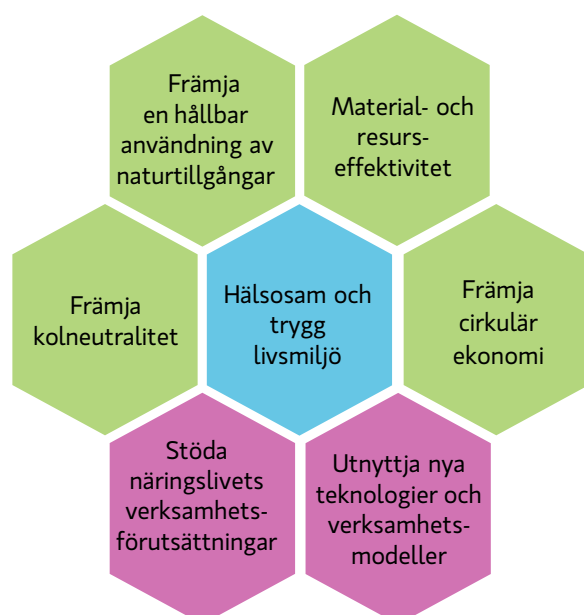 Främja
en hållbar
användning av
naturtillgångar
Material- och
resurs-
effektivitet
Främja
kolneutralitet
Hälsosam och
trygg
livsmiljö
Främja
cirkulär
ekonomi
Stöda
näringslivets
verksamhets-
förutsättningar
Utnyttja nya
teknologier och
verksamhets-
modeller